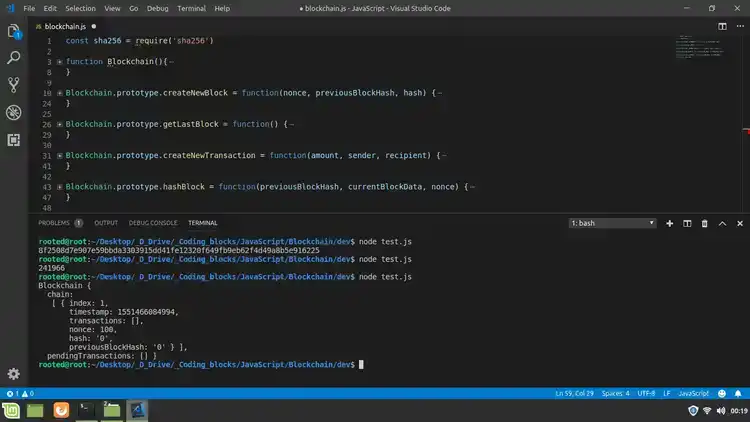 File Edit Selection View Go Debug Terminal Help
● blockchain.js - JavaScript - Visual Studio Code
blockchain.js ●
1 const sha256 = require('sha256')
2
3 function Blockchain(){
8 }
9
10 Blockchain.prototype.createNewBlock = function(nonce, previousBlockHash, hash) {
24 }
25
26 Blockchain.prototype.getLastBlock = function() {
29 }
30
31 Blockchain.prototype.createNewTransaction = function(amount, sender, recipient) {
41 }
42
43 Blockchain.prototype.hashBlock = function(previousBlockHash, currentBlockData, nonce) {
47 }
48
PROBLEMS 1 OUTPUT DEBUG CONSOLE TERMINAL
1: bash
rooted@root:~/Desktop/_D_Drive/_Coding_blocks/JavaScript/Blockchain/dev$ node test.js
8f2508d7e907e59bbda3303915dd41fe12320f649fb9eb62f4d49a8b5e916225
rooted@root:~/Desktop/_D_Drive/_Coding_blocks/JavaScript/Blockchain/dev$ node test.js
241966
rooted@root:~/Desktop/_D_Drive/_Coding_blocks/JavaScript/Blockchain/dev$ node test.js
Blockchain {
chain:
[ { index: 1,
timestamp: 1551466084994,
transactions: [],
nonce: 100,
hash: '0',
previousBlockHash: '0' } ],
pendingTransactions: [] }
rooted@root:~/Desktop/_D_Drive/_Coding_blocks/JavaScript/Blockchain/dev$
1 0
Ln 59, Col 29 Spaces: 4 UTF-8 LF JavaScript 1
00:19